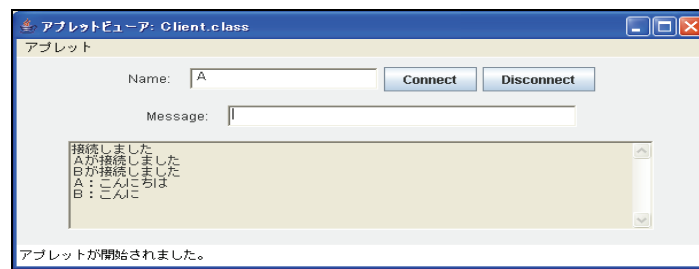 アプレットビューア: Client.class
アプレット
Name: A Connect Disconnect
Message:
接続しました
Aが接続しました
Bが接続しました
A：こんにちは
B：こんに
アプレットが開始されました。